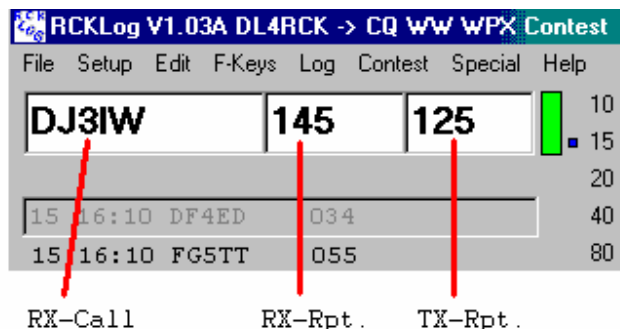 RCKLog V1.03A DL4RCK -> CQ WW WPX Contest
File Setup Edit F-Keys Log Contest Special Help
DJ3IW 145 125
10
15
20
15 16:10 DF4ED 034 40
15 16:10 FG5TT 055 80
RX-Call RX-Rpt. TX-Rpt.